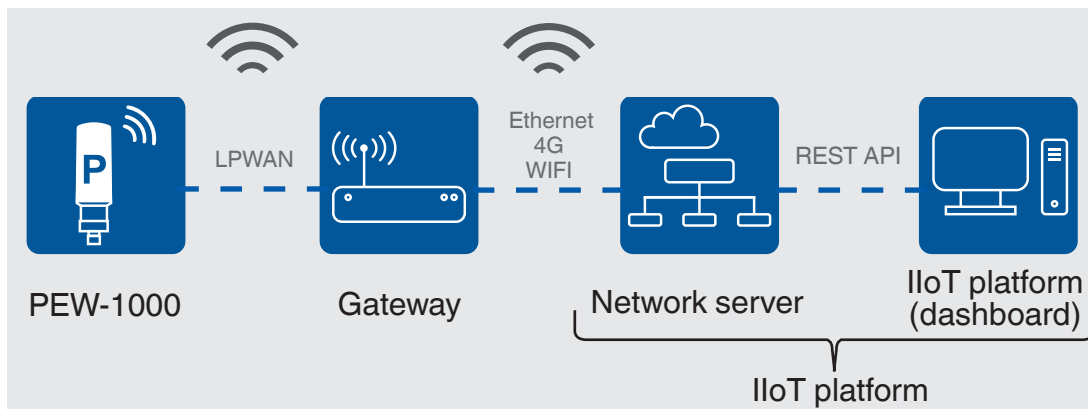 P
LPWAN
Ethernet
4G
WIFI
REST API
PEW-1000
Gateway
Network server
IIoT platform
(dashboard)
IIoT platform